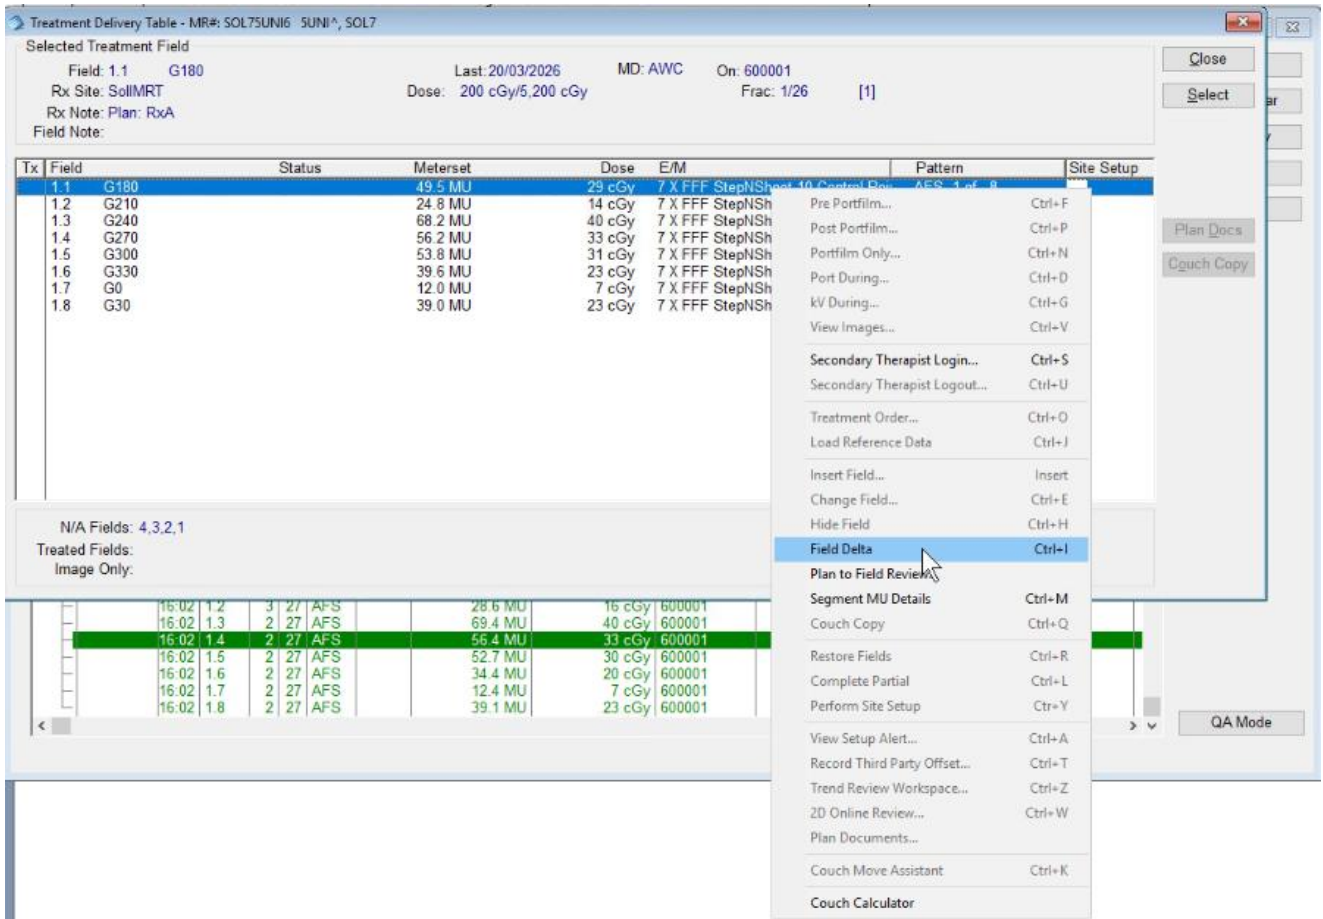 Treatment Delivery Table - MR#: SOL75UNI6 5UNI^, SOL7
Selected Treatment Field
Field: 1.1 G180 Last: 20/03/2026 MD: AWC On: 600001
Rx Site: SolIMRT Dose: 200 cGy/5,200 cGy Frac: 1/26 [1]
Rx Note: Plan: RxA
Field Note:
Close
Select
ar
Plan Docs
Couch Copy
Tx Field Status Meterset Dose E/M Pattern Site Setup
1.1 G180 49.5 MU 29 cGy 7 X FFF StepNShoot 10 Control Poi AFS 1 of 8
1.2 G210 24.8 MU 14 cGy 7 X FFF StepNSh
1.3 G240 68.2 MU 40 cGy 7 X FFF StepNSh
1.4 G270 56.2 MU 33 cGy 7 X FFF StepNSh
1.5 G300 53.8 MU 31 cGy 7 X FFF StepNSh
1.6 G330 39.6 MU 23 cGy 7 X FFF StepNSh
1.7 G0 12.0 MU 7 cGy 7 X FFF StepNSh
1.8 G30 39.0 MU 23 cGy 7 X FFF StepNSh
N/A Fields: 4,3,2,1
Treated Fields:
Image Only:
Pre Portfilm... Ctrl+F
Post Portfilm... Ctrl+P
Portfilm Only... Ctrl+N
Port During... Ctrl+D
kV During... Ctrl+G
View Images... Ctrl+V
Secondary Therapist Login... Ctrl+S
Secondary Therapist Logout... Ctrl+U
Treatment Order... Ctrl+O
Load Reference Data Ctrl+J
Insert Field... Insert
Change Field... Ctrl+E
Hide Field Ctrl+H
Field Delta Ctrl+I
Plan to Field Review
Segment MU Details Ctrl+M
Couch Copy Ctrl+Q
Restore Fields Ctrl+R
Complete Partial Ctrl+L
Perform Site Setup Ctr+Y
View Setup Alert... Ctrl+A
Record Third Party Offset... Ctrl+T
Trend Review Workspace... Ctrl+Z
2D Online Review... Ctrl+W
Plan Documents...
Couch Move Assistant Ctrl+K
Couch Calculator
16:02 1.2 3 27 AFS 28.6 MU 16 cGy 600001
16:02 1.3 2 27 AFS 69.4 MU 40 cGy 600001
16:02 1.4 2 27 AFS 56.4 MU 33 cGy 600001
16:02 1.5 2 27 AFS 52.7 MU 30 cGy 600001
16:02 1.6 2 27 AFS 34.4 MU 20 cGy 600001
16:02 1.7 2 27 AFS 12.4 MU 7 cGy 600001
16:02 1.8 2 27 AFS 39.1 MU 23 cGy 600001
QA Mode